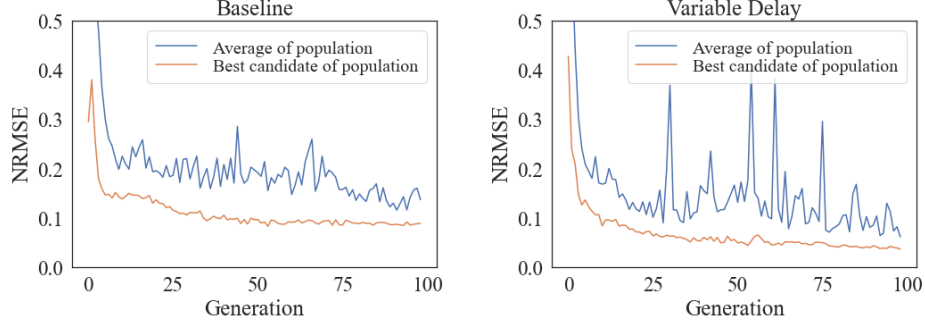 Baseline
0.5
0.4
0.3
0.2
0.1
0.0
NRMSE
Average of population
Best candidate of population
0 25 50 75 100
Generation
Variable Delay
0.5
0.4
0.3
0.2
0.1
0.0
NRMSE
Average of population
Best candidate of population
0 25 50 75 100
Generation